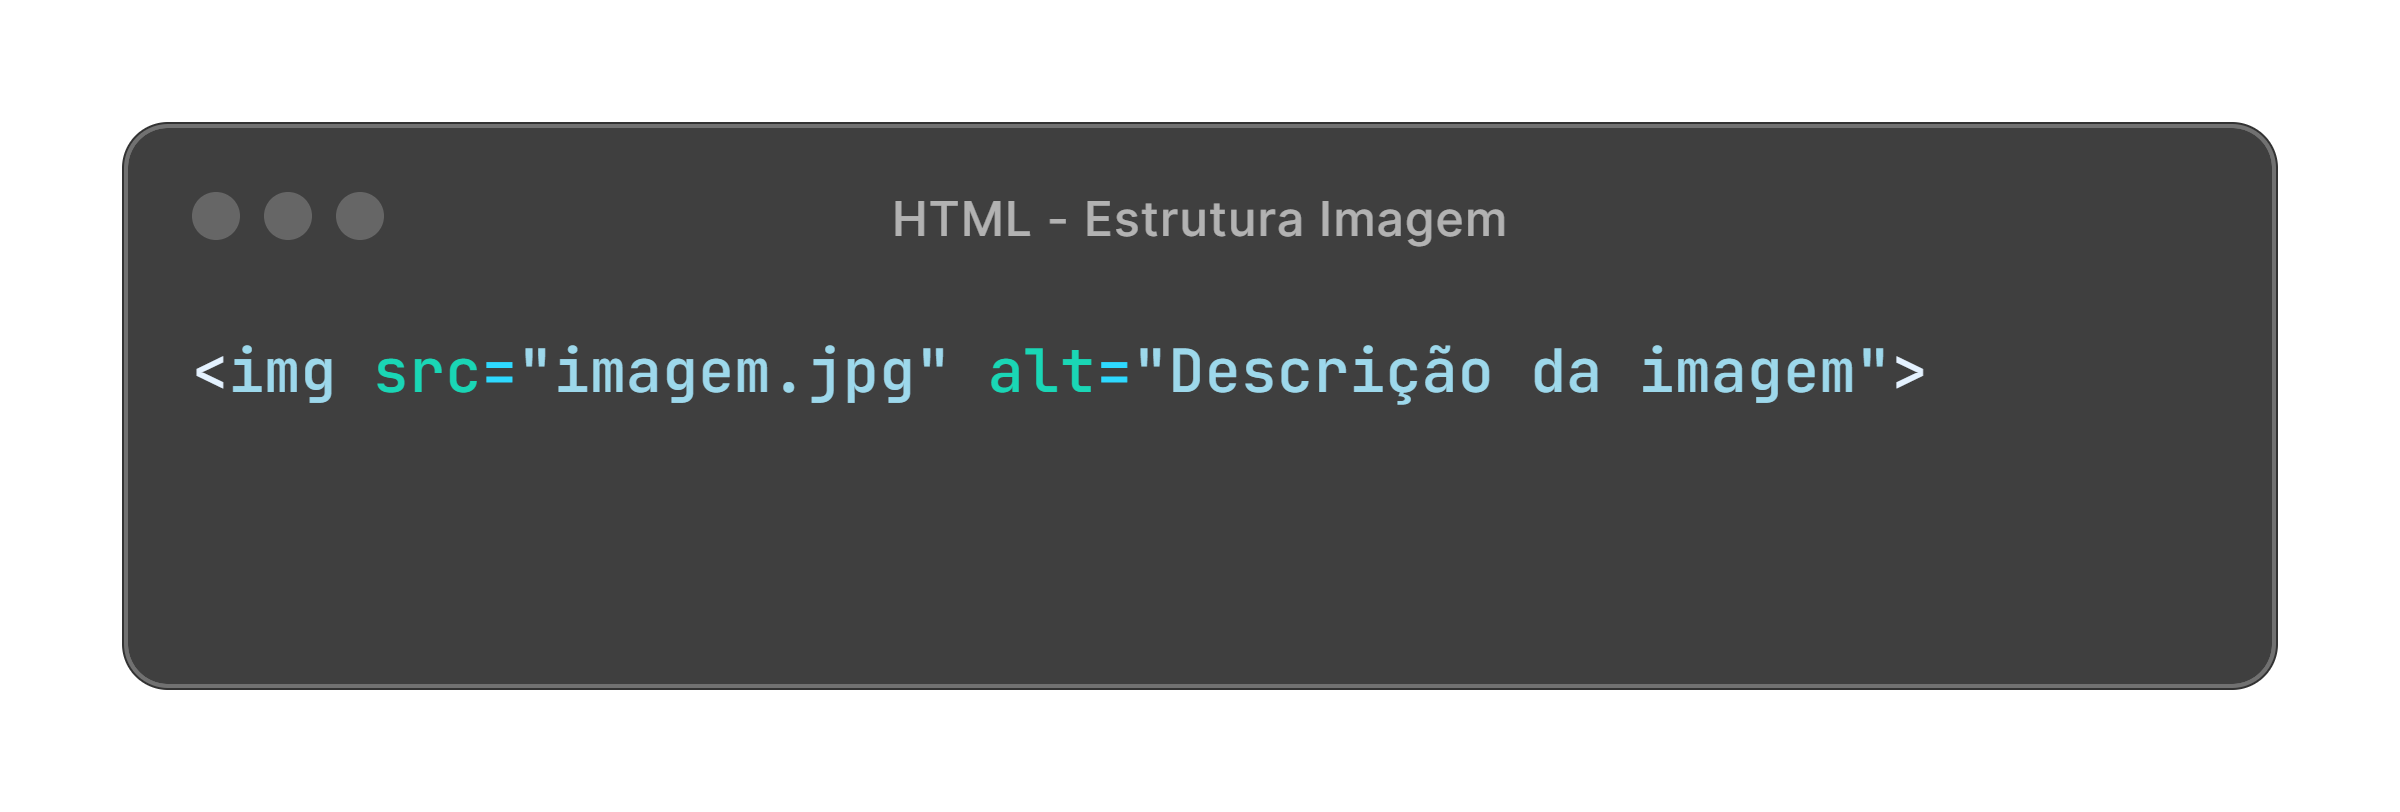 HTML - Estrutura Imagem
<img src="imagem.jpg" alt="Descrição da imagem">